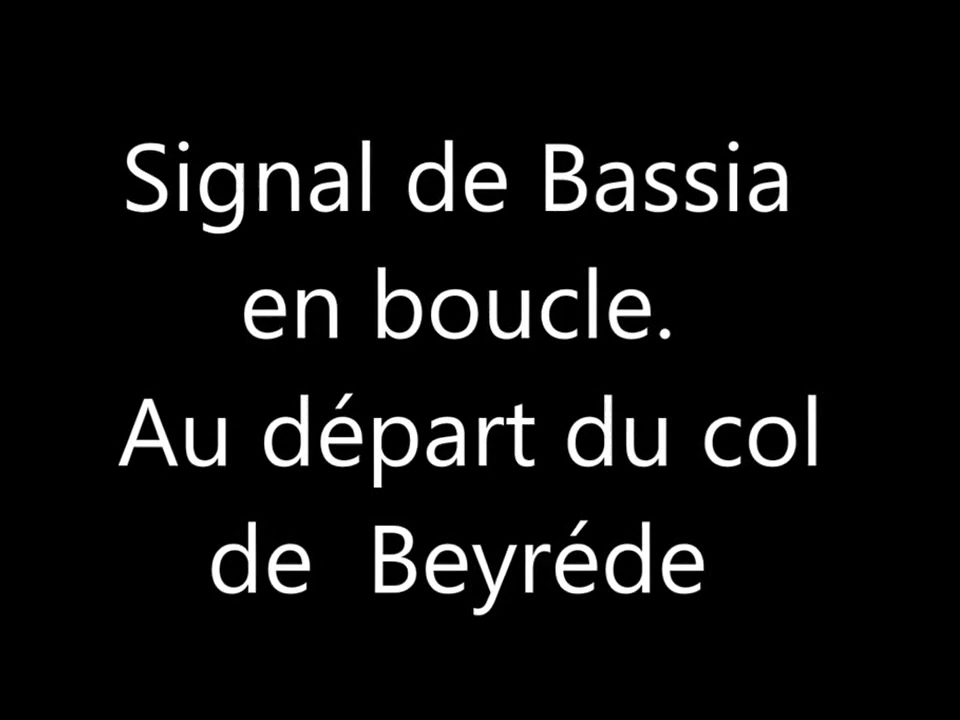 Signal de Bassia
en boucle.
Au départ du col
de  Beyréde